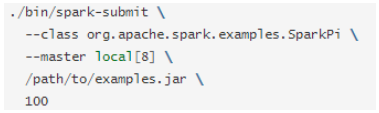 ./bin/spark-submit \
  --class org.apache.spark.examples.SparkPi \
  --master local[8] \
  /path/to/examples.jar \
  100